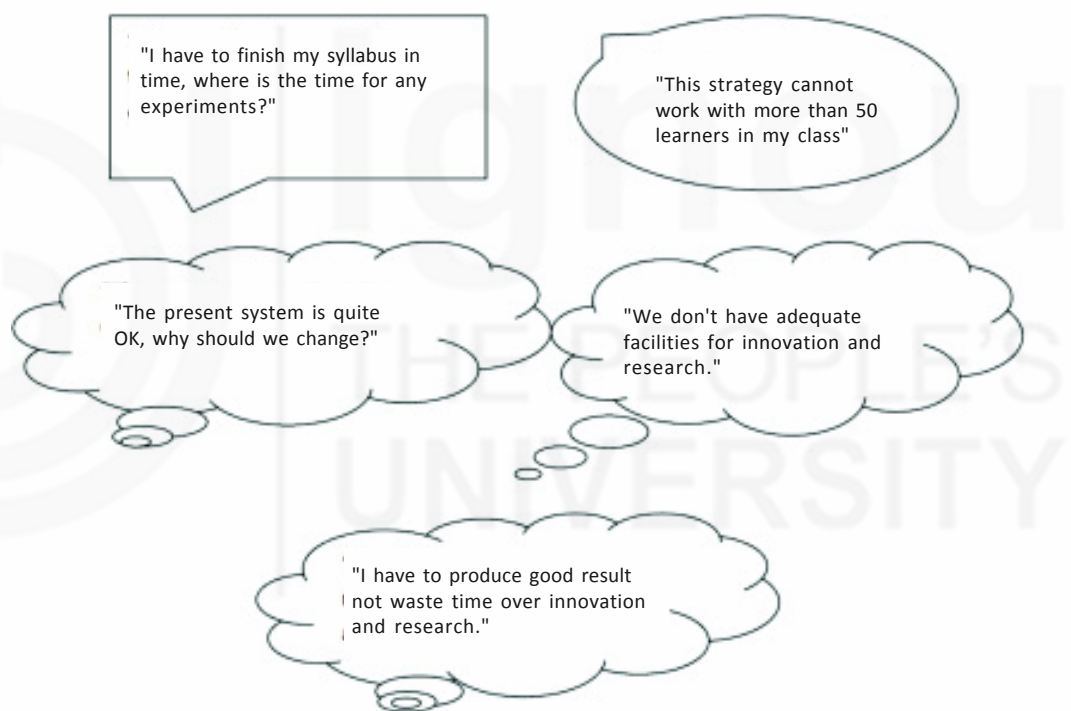 "I have to finish my syllabus in
time, where is the time for any
experiments?"
"This strategy cannot
work with more than 50
learners in my class"
"The present system is quite
OK, why should we change?"
"We don't have adequate
facilities for innovation and
research."
"I have to produce good result
not waste time over innovation
and research."
ignou
THE PEOPLE'S
UNIVERSITY